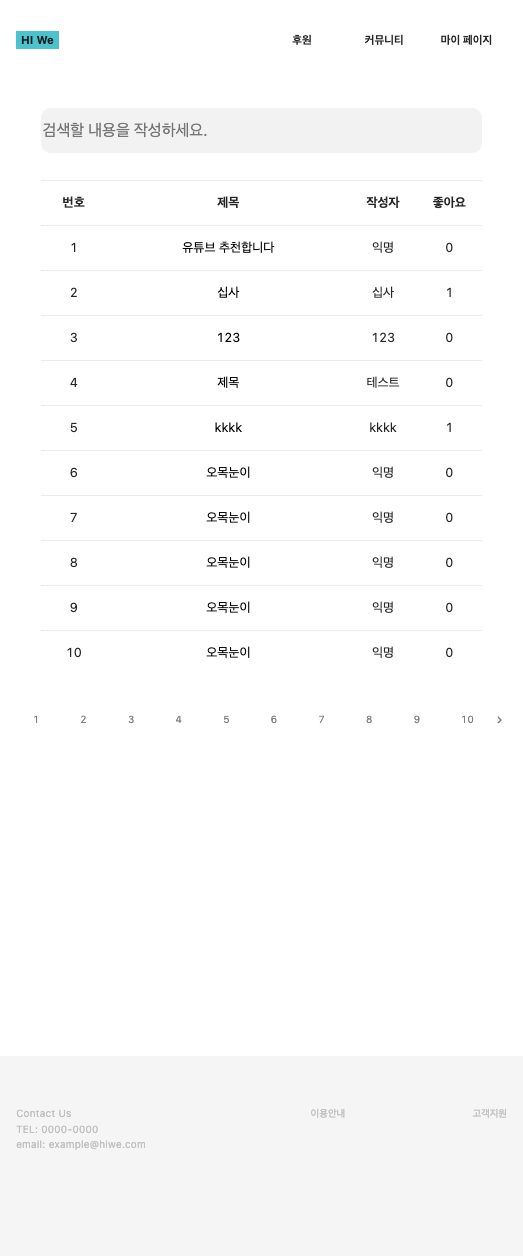 HI We 후원 커뮤니티 마이 페이지
검색할 내용을 작성하세요.
번호 제목 작성자 좋아요
1 유튜브 추천합니다 익명 0
2 십사 십사 1
3 123 123 0
4 제목 테스트 0
5 kkkk kkkk 1
6 오목눈이 익명 0
7 오목눈이 익명 0
8 오목눈이 익명 0
9 오목눈이 익명 0
10 오목눈이 익명 0
1 2 3 4 5 6 7 8 9 10 >
Contact Us 이용안내 고객지원
TEL: 0000-0000
email: example@hiwe.com